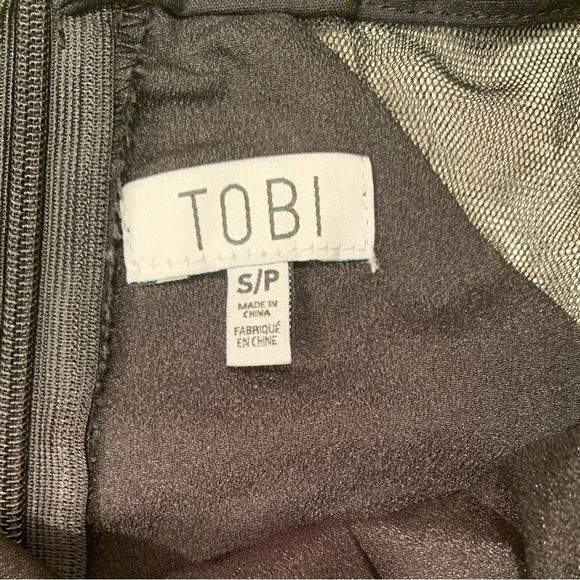 TOBI
S/P
MADE IN
CHINA
FABRIQUÉ
EN CHINE